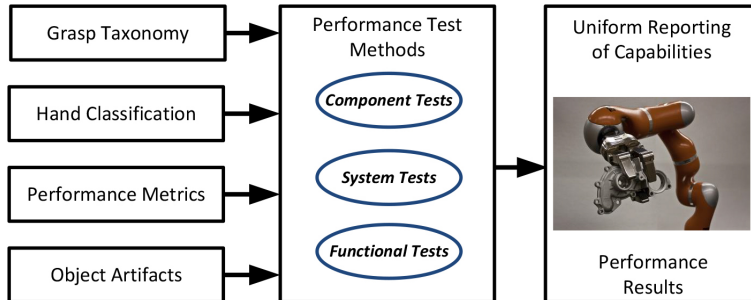 Grasp Taxonomy
Hand Classification
Performance Metrics
Object Artifacts
Performance Test
Methods
Component Tests
System Tests
Functional Tests
Uniform Reporting
of Capabilities
Performance
Results